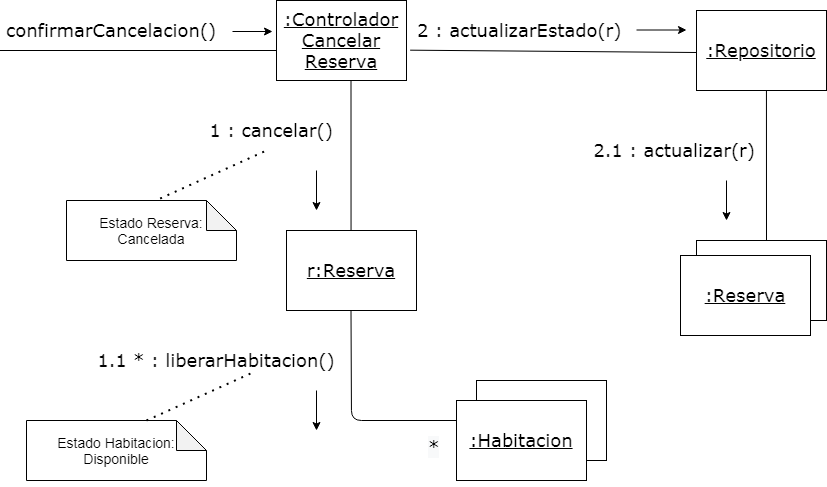 confirmarCancelacion()
:Controlador
Cancelar
Reserva
2 : actualizarEstado(r)
:Repositorio
1 : cancelar()
2.1 : actualizar(r)
Estado Reserva:
Cancelada
r:Reserva
:Reserva
1.1 * : liberarHabitacion()
Estado Habitacion:
Disponible
*
:Habitacion